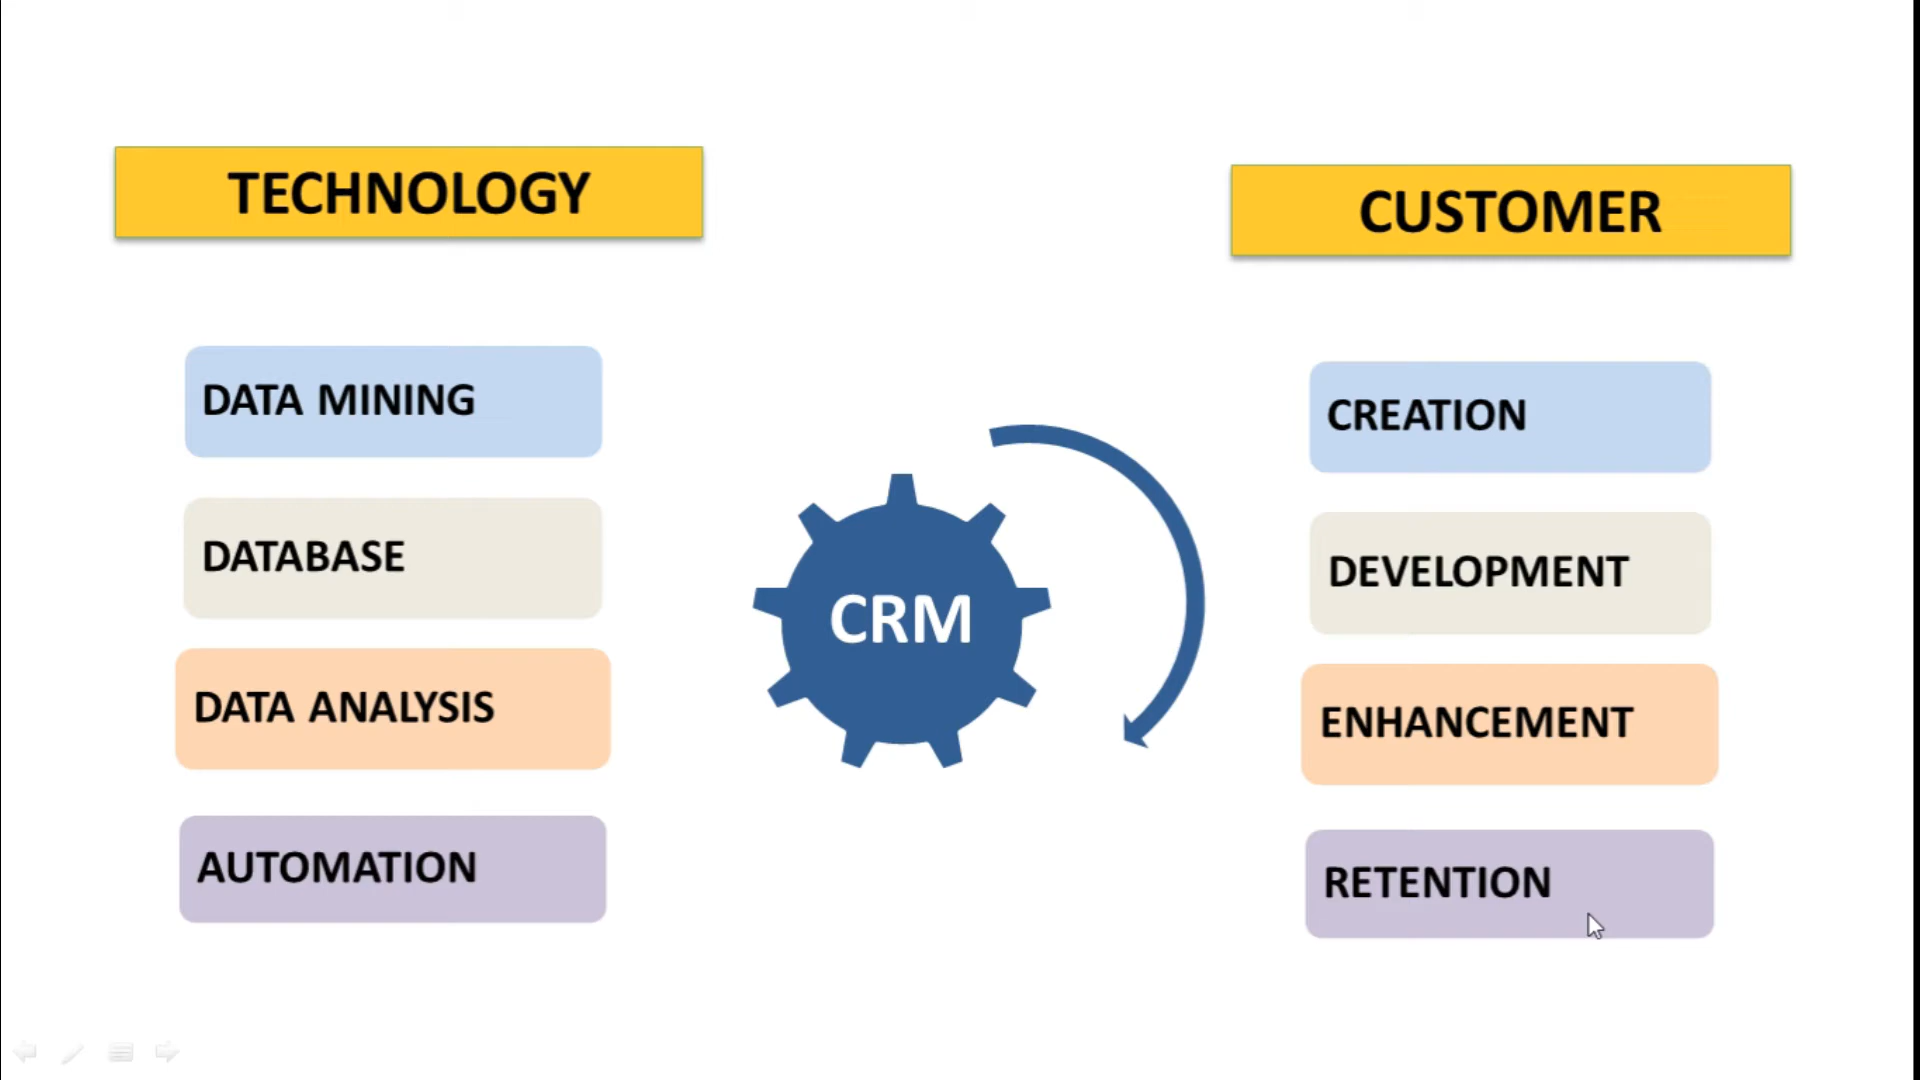 TECHNOLOGY
DATA MINING
DATABASE
DATA ANALYSIS
AUTOMATION
CRM
CUSTOMER
CREATION
DEVELOPMENT
ENHANCEMENT
RETENTION